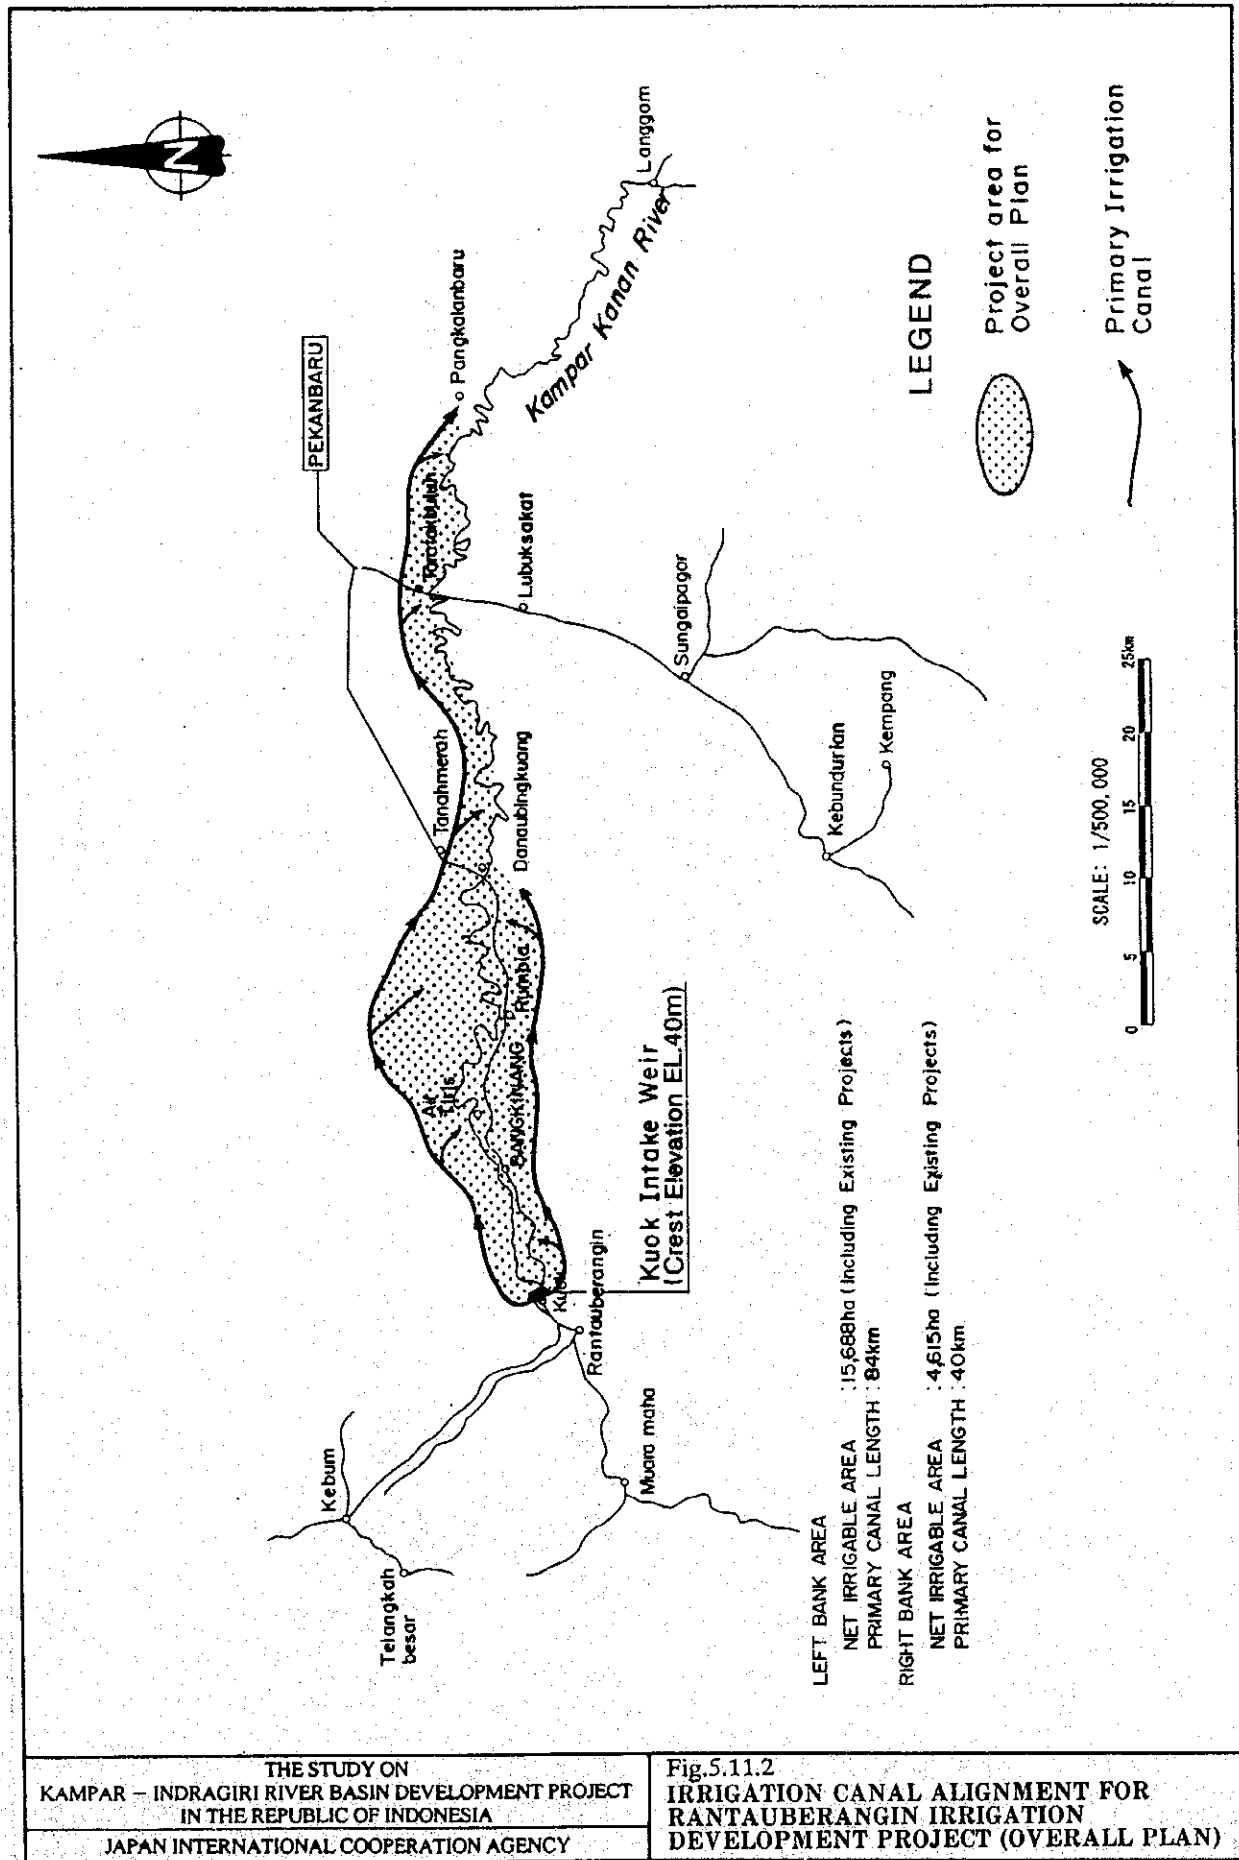 N
Langgam
Kampar Kanan River
Pangkalanbaru
PEKANBARU
Taratakbuluh
Lubuksakat
Sungaipagar
Kempang
Kebundurian
Tanahmerah
Danaubingkuang
Rumbia
Air
Tiris
BANGKINANG
Kuok Intake Weir
(Crest Elevation EL.40m)
Kuok
Rantauberangin
Muara maha
Kebum
Telangkah
besar
LEGEND
Project area for
Overall Plan
Primary Irrigation
Canal
SCALE: 1/500,000
0 5 10 15 20 25km
LEFT BANK AREA
NET IRRIGABLE AREA : 15,688ha (Including Existing Projects)
PRIMARY CANAL LENGTH : 84km
RIGHT BANK AREA
NET IRRIGABLE AREA : 4,615ha (Including Existing Projects)
PRIMARY CANAL LENGTH : 40km
THE STUDY ON
KAMPAR – INDRAGIRI RIVER BASIN DEVELOPMENT PROJECT
IN THE REPUBLIC OF INDONESIA
JAPAN INTERNATIONAL COOPERATION AGENCY
Fig.5.11.2
IRRIGATION CANAL ALIGNMENT FOR
RANTAUBERANGIN IRRIGATION
DEVELOPMENT PROJECT (OVERALL PLAN)